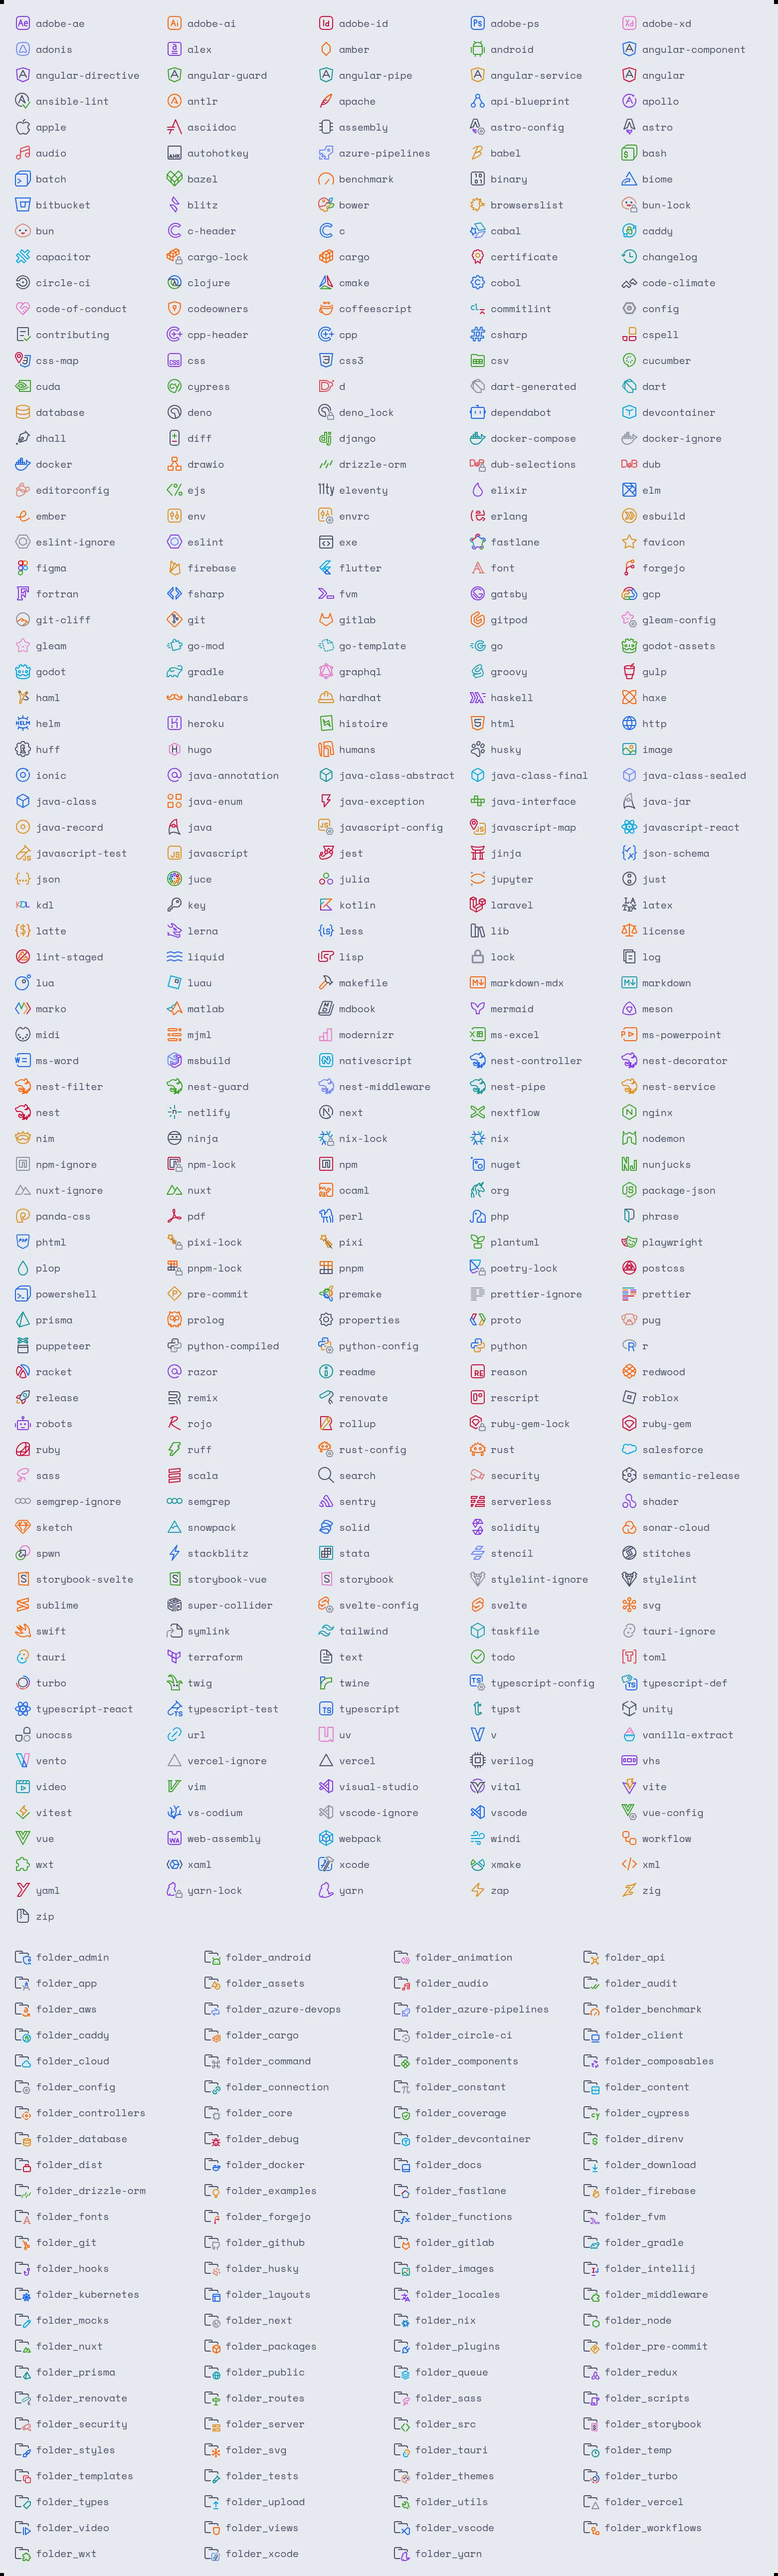 adobe-ae adobe-ai adobe-id adobe-ps adobe-xd
adonis alex amber android angular-component
angular-directive angular-guard angular-pipe angular-service angular
ansible-lint antlr apache api-blueprint apollo
apple asciidoc assembly astro-config astro
audio autohotkey azure-pipelines babel bash
batch bazel benchmark binary biome
bitbucket blitz bower browserslist bun-lock
bun c-header c cabal caddy
capacitor cargo-lock cargo certificate changelog
circle-ci clojure cmake cobol code-climate
code-of-conduct codeowners coffeescript commitlint config
contributing cpp-header cpp csharp cspell
css-map css css3 csv cucumber
cuda cypress d dart-generated dart
database deno deno_lock dependabot devcontainer
dhall diff django docker-compose docker-ignore
docker drawio drizzle-orm dub-selections dub
editorconfig ejs eleventy elixir elm
ember env envrc erlang esbuild
eslint-ignore eslint exe fastlane favicon
figma firebase flutter font forgejo
fortran fsharp fvm gatsby gcp
git-cliff git gitlab gitpod gleam-config
gleam go-mod go-template go godot-assets
godot gradle graphql groovy gulp
haml handlebars hardhat haskell haxe
helm heroku histoire html http
huff hugo humans husky image
ionic java-annotation java-class-abstract java-class-final java-class-sealed
java-class java-enum java-exception java-interface java-jar
java-record java javascript-config javascript-map javascript-react
javascript-test javascript jest jinja json-schema
json juce julia jupyter just
kdl key kotlin laravel latex
latte lerna less lib license
lint-staged liquid lisp lock log
lua luau makefile markdown-mdx markdown
marko matlab mdbook mermaid meson
midi mjml modernizr ms-excel ms-powerpoint
ms-word msbuild nativescript nest-controller nest-decorator
nest-filter nest-guard nest-middleware nest-pipe nest-service
nest netlify next nextflow nginx
nim ninja nix-lock nix nodemon
npm-ignore npm-lock npm nuget nunjucks
nuxt-ignore nuxt ocaml org package-json
panda-css pdf perl php phrase
phtml pixi-lock pixi plantuml playwright
plop pnpm-lock pnpm poetry-lock postcss
powershell pre-commit premake prettier-ignore prettier
prisma prolog properties proto pug
puppeteer python-compiled python-config python r
racket razor readme reason redwood
release remix renovate rescript roblox
robots rojo rollup ruby-gem-lock ruby-gem
ruby ruff rust-config rust salesforce
sass scala search security semantic-release
semgrep-ignore semgrep sentry serverless shader
sketch snowpack solid solidity sonar-cloud
spwn stackblitz stata stencil stitches
storybook-svelte storybook-vue storybook stylelint-ignore stylelint
sublime super-collider svelte-config svelte svg
swift symlink tailwind taskfile tauri-ignore
tauri terraform text todo toml
turbo twig twine typescript-config typescript-def
typescript-react typescript-test typescript typst unity
unocss url uv v vanilla-extract
vento vercel-ignore vercel verilog vhs
video vim visual-studio vital vite
vitest vs-codium vscode-ignore vscode vue-config
vue web-assembly webpack windi workflow
wxt xaml xcode xmake xml
yaml yarn-lock yarn zap zig
zip
folder_admin folder_android folder_animation folder_api
folder_app folder_assets folder_audio folder_audit
folder_aws folder_azure-devops folder_azure-pipelines folder_benchmark
folder_caddy folder_cargo folder_circle-ci folder_client
folder_cloud folder_command folder_components folder_composables
folder_config folder_connection folder_constant folder_content
folder_controllers folder_core folder_coverage folder_cypress
folder_database folder_debug folder_devcontainer folder_direnv
folder_dist folder_docker folder_docs folder_download
folder_drizzle-orm folder_examples folder_fastlane folder_firebase
folder_fonts folder_forgejo folder_functions folder_fvm
folder_git folder_github folder_gitlab folder_gradle
folder_hooks folder_husky folder_images folder_intellij
folder_kubernetes folder_layouts folder_locales folder_middleware
folder_mocks folder_next folder_nix folder_node
folder_nuxt folder_packages folder_plugins folder_pre-commit
folder_prisma folder_public folder_queue folder_redux
folder_renovate folder_routes folder_sass folder_scripts
folder_security folder_server folder_src folder_storybook
folder_styles folder_svg folder_tauri folder_temp
folder_templates folder_tests folder_themes folder_turbo
folder_types folder_upload folder_utils folder_vercel
folder_video folder_views folder_vscode folder_workflows
folder_wxt folder_xcode folder_yarn